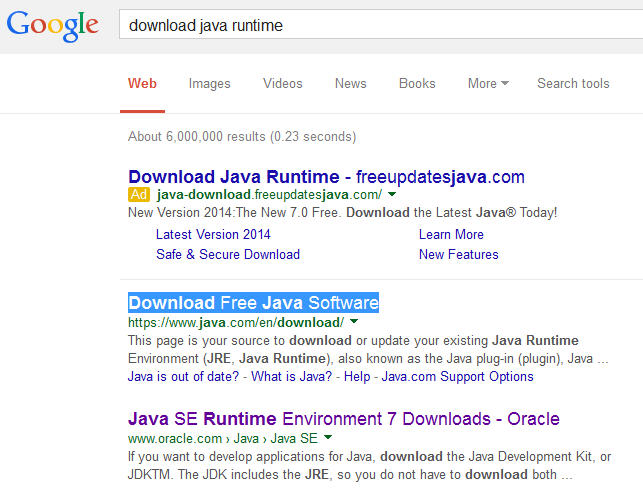 Google
download java runtime
Web Images Videos News Books More Search tools
About 6,000,000 results (0.23 seconds)
Download Java Runtime - freeupdatesjava.com
Ad java-download.freeupdatesjava.com/
New Version 2014:The New 7.0 Free. Download the Latest Java® Today!
Latest Version 2014 Learn More
Safe & Secure Download New Features
Download Free Java Software
https://www.java.com/en/download/
This page is your source to download or update your existing Java Runtime
Environment (JRE, Java Runtime), also known as the Java plug-in (plugin), Java ...
Java is out of date? - What is Java? - Help - Java.com Support Options
Java SE Runtime Environment 7 Downloads - Oracle
www.oracle.com › Java › Java SE
If you want to develop applications for Java, download the Java Development Kit, or
JDKTM. The JDK includes the JRE, so you do not have to download both ...